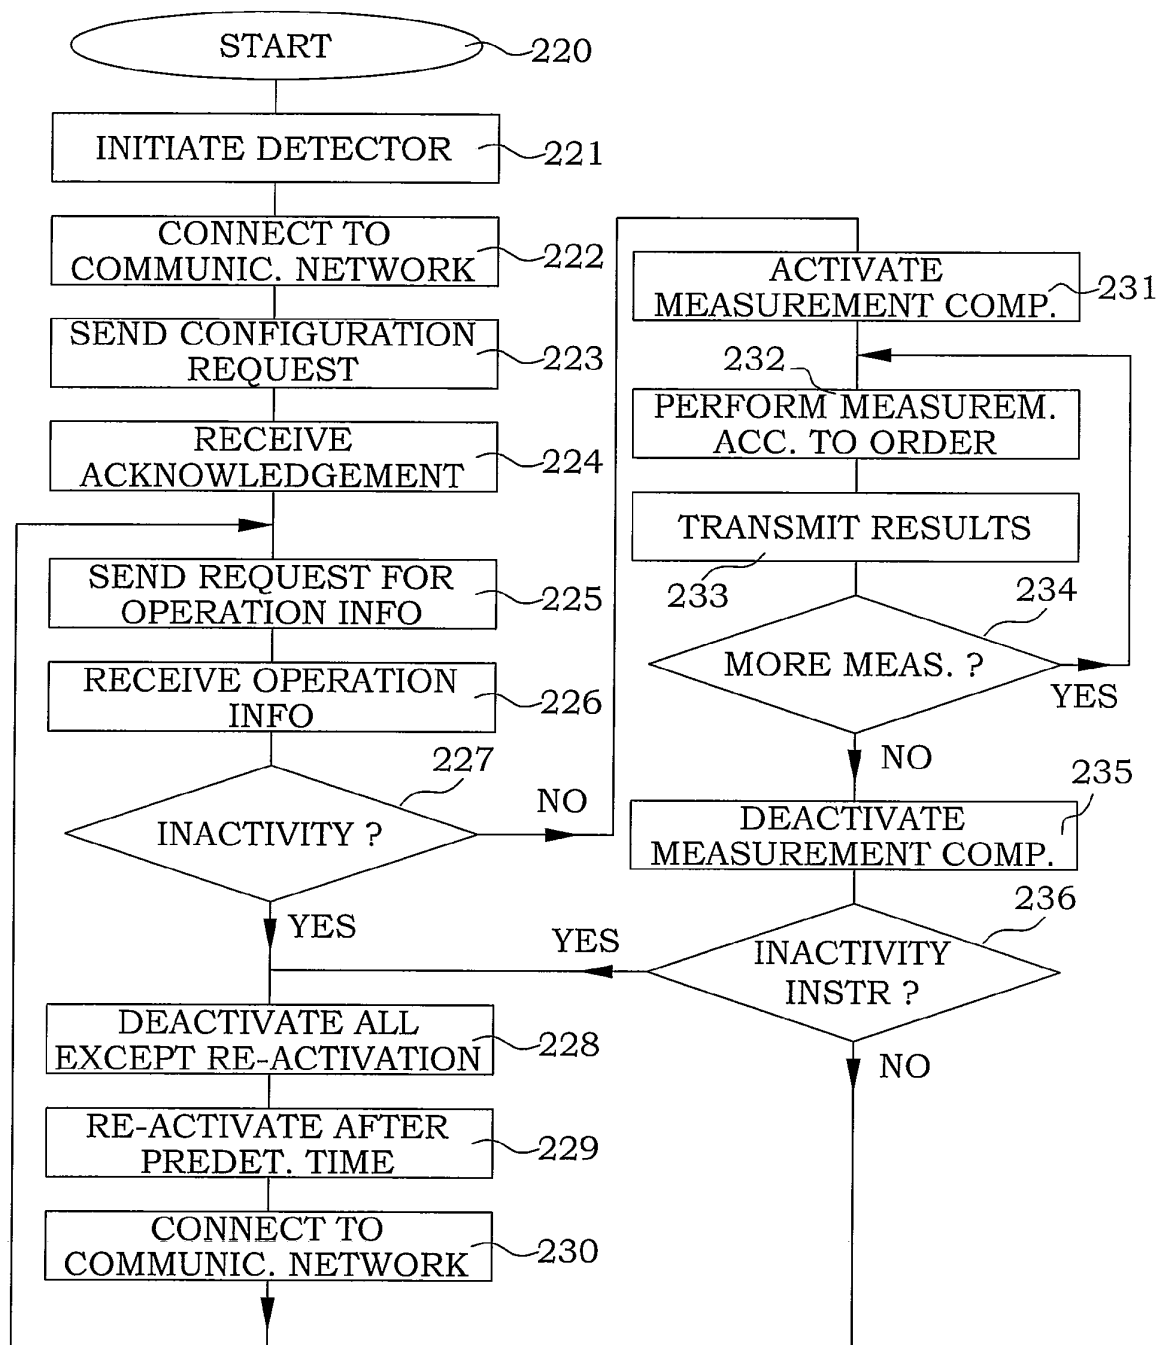 START
220
INITIATE DETECTOR
221
CONNECT TO
COMMUNIC. NETWORK
222
SEND CONFIGURATION
REQUEST
223
RECEIVE
ACKNOWLEDGEMENT
224
SEND REQUEST FOR
OPERATION INFO
225
RECEIVE OPERATION
INFO
226
227
INACTIVITY ?
NO
YES
DEACTIVATE ALL
EXCEPT RE-ACTIVATION
228
RE-ACTIVATE AFTER
PREDET. TIME
229
CONNECT TO
COMMUNIC. NETWORK
230
ACTIVATE
MEASUREMENT COMP.
231
232
PERFORM MEASUREM.
ACC. TO ORDER
TRANSMIT RESULTS
233
234
MORE MEAS. ?
YES
NO
235
DEACTIVATE
MEASUREMENT COMP.
236
YES
INACTIVITY
INSTR ?
NO